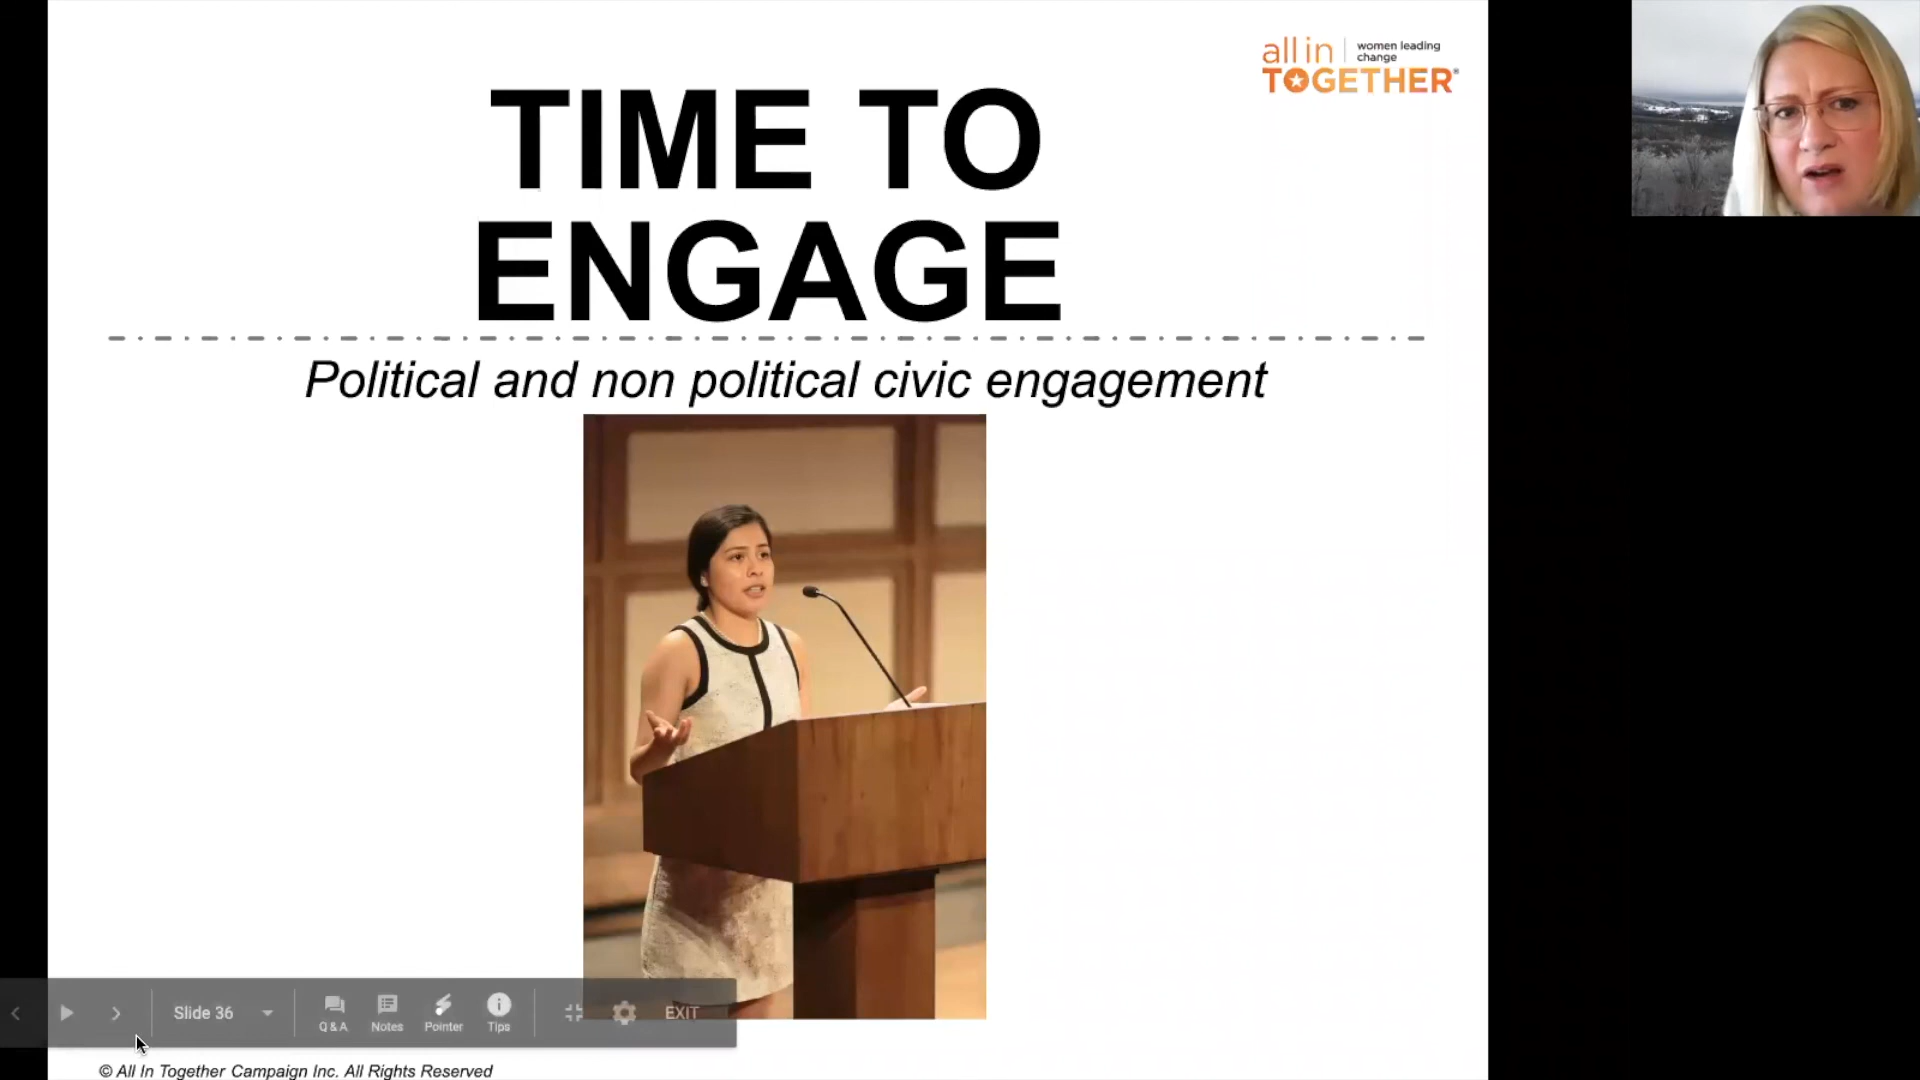 all in
women leading
change
TOGETHER®
TIME TO
ENGAGE
Political and non political civic engagement
Slide 36
Q & A
Notes
Pointer
Tips
EXIT
© All In Together Campaign Inc. All Rights Reserved